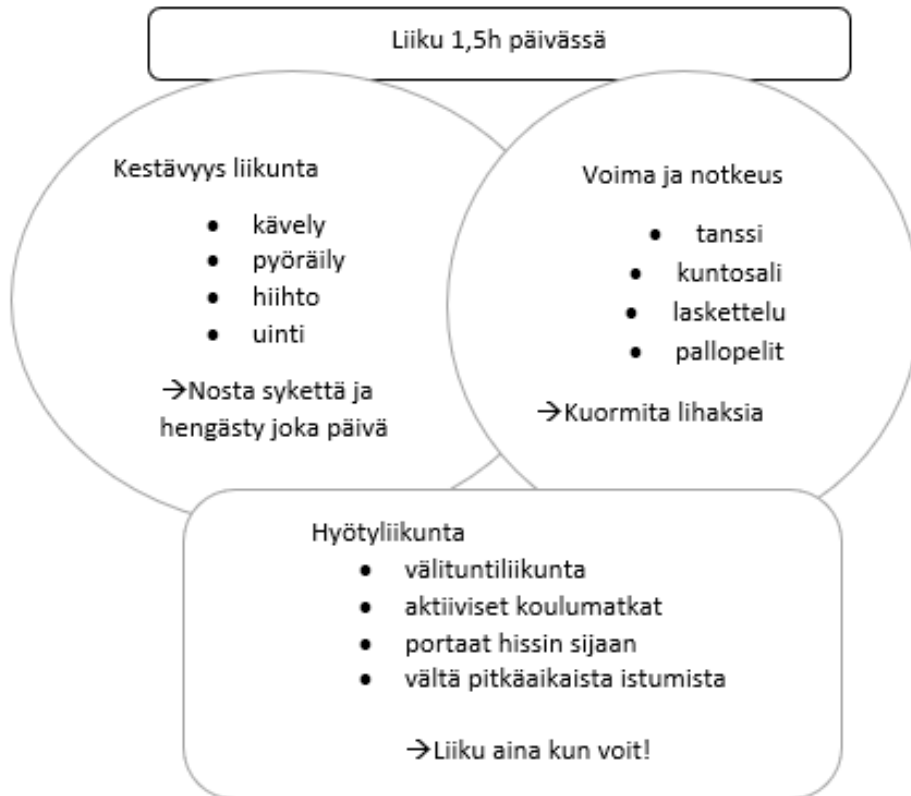 Liiku 1,5h päivässä
Kestävyys liikunta
● kävely
● pyöräily
● hiihto
● uinti
→Nosta sykettä ja
hengästy joka päivä
Voima ja notkeus
● tanssi
● kuntosali
● laskettelu
● pallopelit
→Kuormita lihaksia
Hyötyliikunta
● välituntiliikunta
● aktiiviset koulumatkat
● portaat hissin sijaan
● vältä pitkäaikaista istumista
→Liiku aina kun voit!